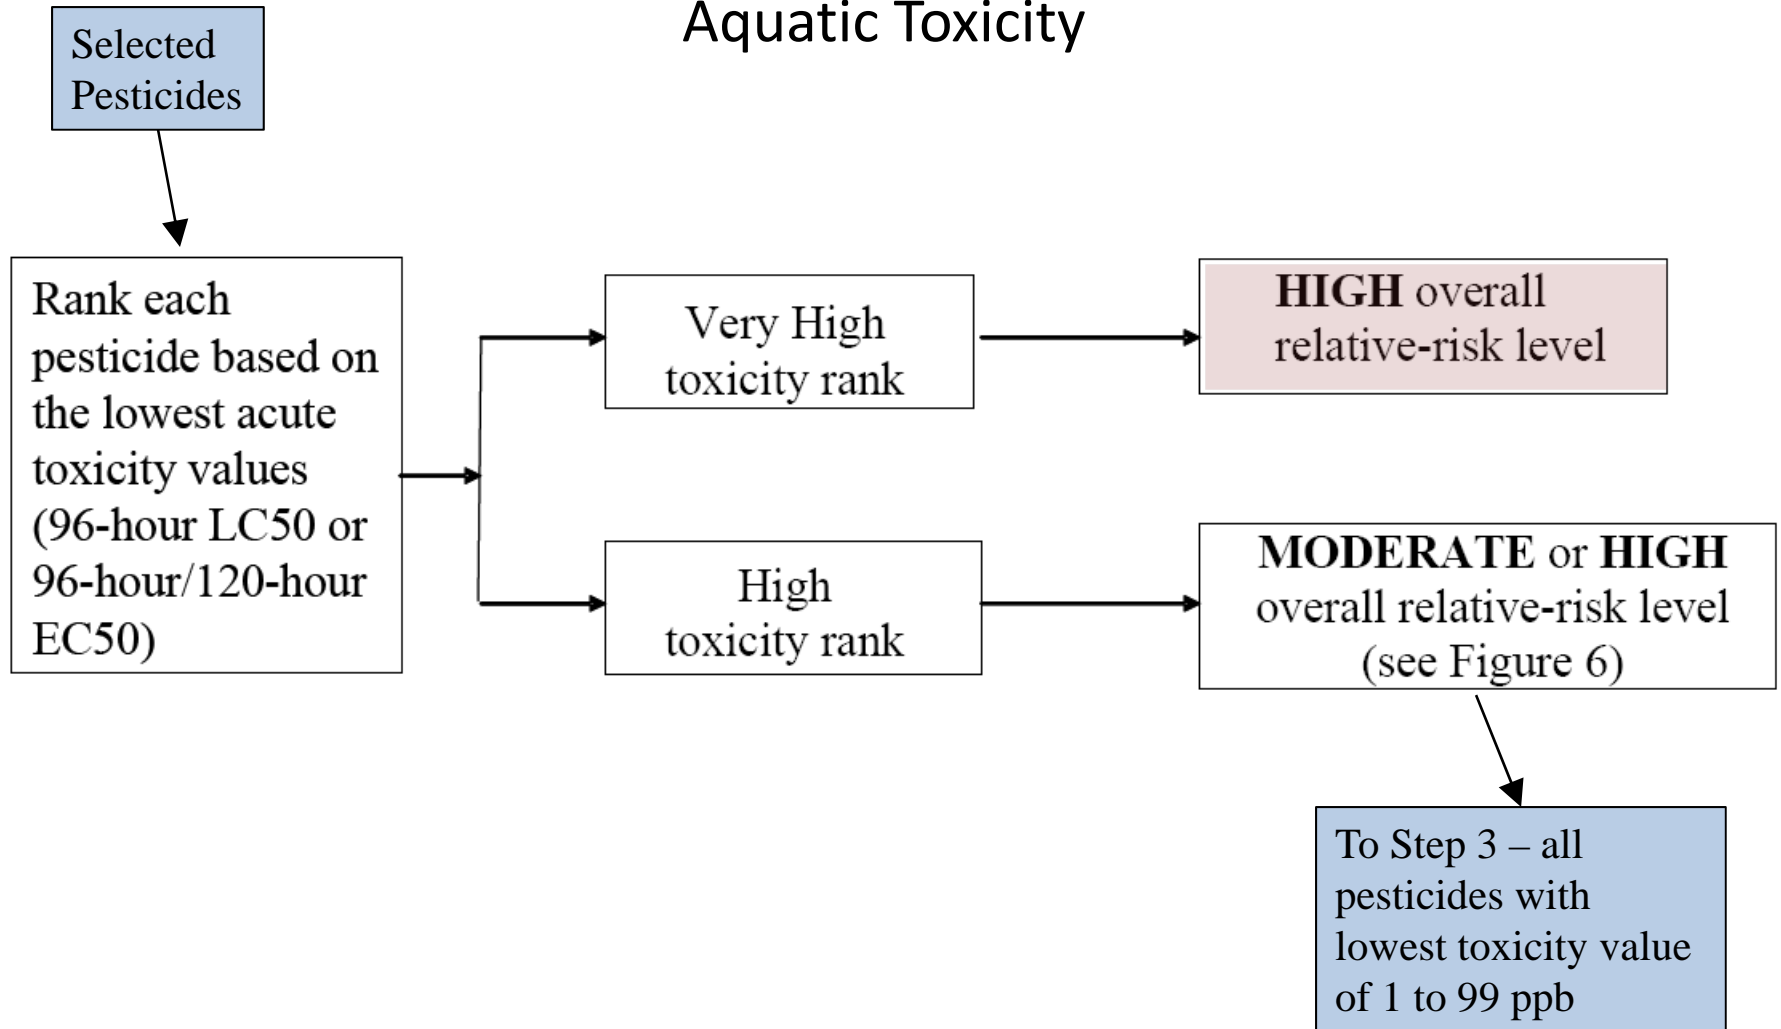 Aquatic Toxicity
Selected
Pesticides
Rank each
pesticide based on
the lowest acute
toxicity values
(96-hour LC50 or
96-hour/120-hour
EC50)
Very High
toxicity rank
HIGH overall
relative-risk level
High
toxicity rank
MODERATE or HIGH
overall relative-risk level
(see Figure 6)
To Step 3 – all
pesticides with
lowest toxicity value
of 1 to 99 ppb